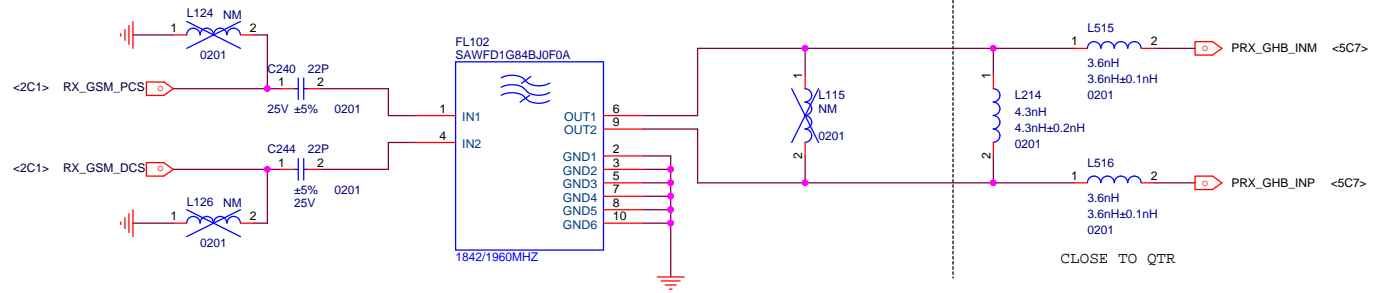 L124 NM
1 2
0201
<2C1> RX_GSM_PCS
C240 22P
1 2
25V ±5% 0201
<2C1> RX_GSM_DCS
C244 22P
1 2
±5% 0201
25V
L126 NM
1 2
0201
FL102
SAWFD1G84BJ0F0A
1 IN1
4 IN2
OUT1 6
OUT2 9
GND1 2
GND2 3
GND3 5
GND4 7
GND5 8
GND6 10
1842/1960MHZ
1
L115
NM
0201
2
1
L214
4.3nH
4.3nH±0.2nH
0201
2
L515
1 2
3.6nH
3.6nH±0.1nH
0201
PRX_GHB_INM <5C7>
L516
1 2
3.6nH
3.6nH±0.1nH
0201
PRX_GHB_INP <5C7>
CLOSE TO QTR